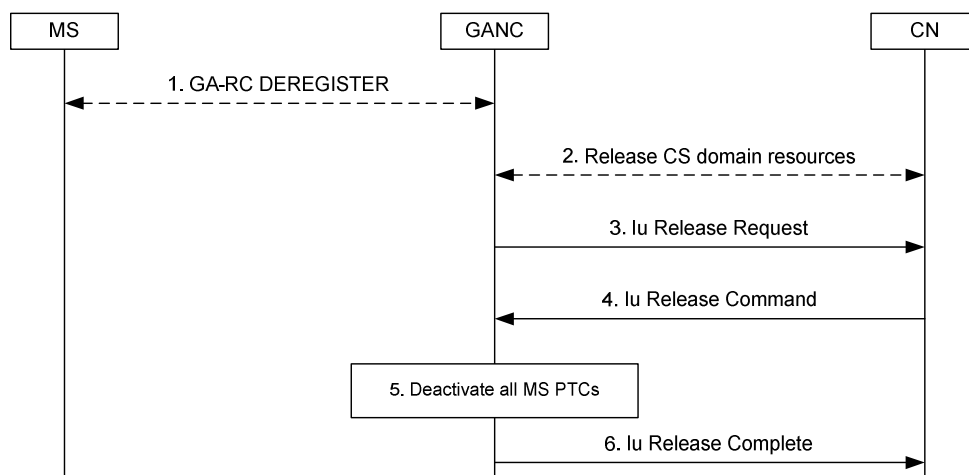 MS
GANC
CN
1. GA-RC DEREGISTER
2. Release CS domain resources
3. Iu Release Request
4. Iu Release Command
5. Deactivate all MS PTCs
6. Iu Release Complete